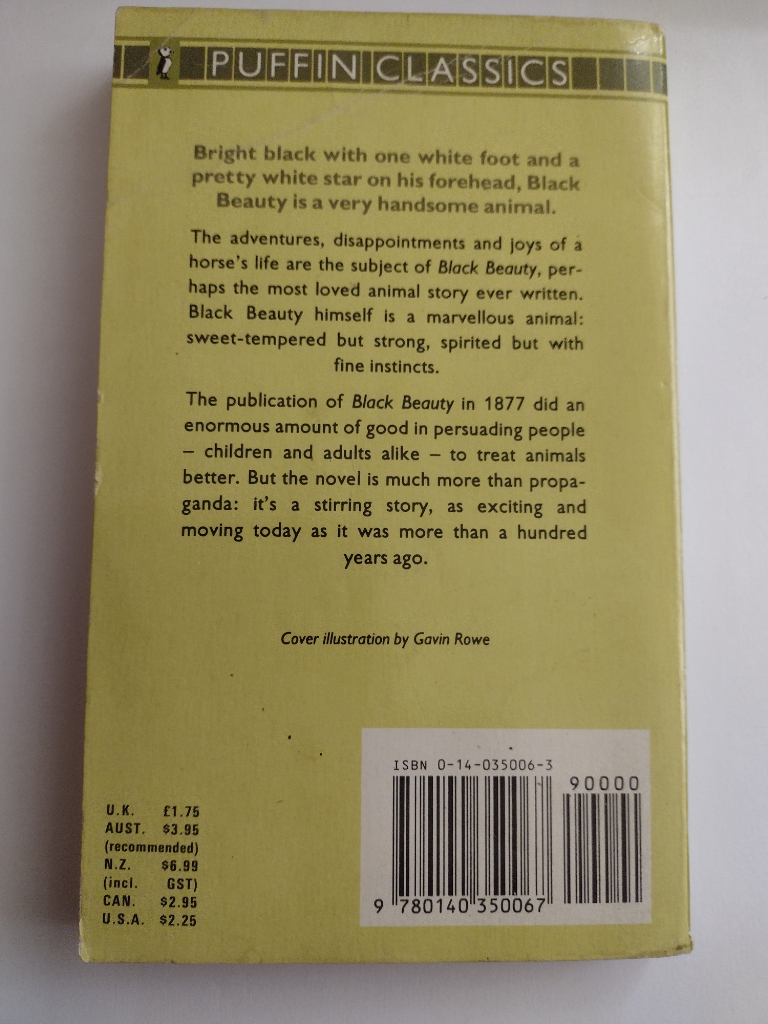 PUFFIN CLASSICS
Bright black with one white foot and a
pretty white star on his forehead, Black
Beauty is a very handsome animal.
The adventures, disappointments and joys of a
horse's life are the subject of Black Beauty, per-
haps the most loved animal story ever written.
Black Beauty himself is a marvellous animal:
sweet-tempered but strong, spirited but with
fine instincts.
The publication of Black Beauty in 1877 did an
enormous amount of good in persuading people
– children and adults alike – to treat animals
better. But the novel is much more than propa-
ganda: it's a stirring story, as exciting and
moving today as it was more than a hundred
years ago.
Cover illustration by Gavin Rowe
U.K. £1.75
AUST. $3.95
(recommended)
N.Z. $6.99
(incl. GST)
CAN. $2.95
U.S.A. $2.25
ISBN 0-14-035006-3
90000
9 780140 350067